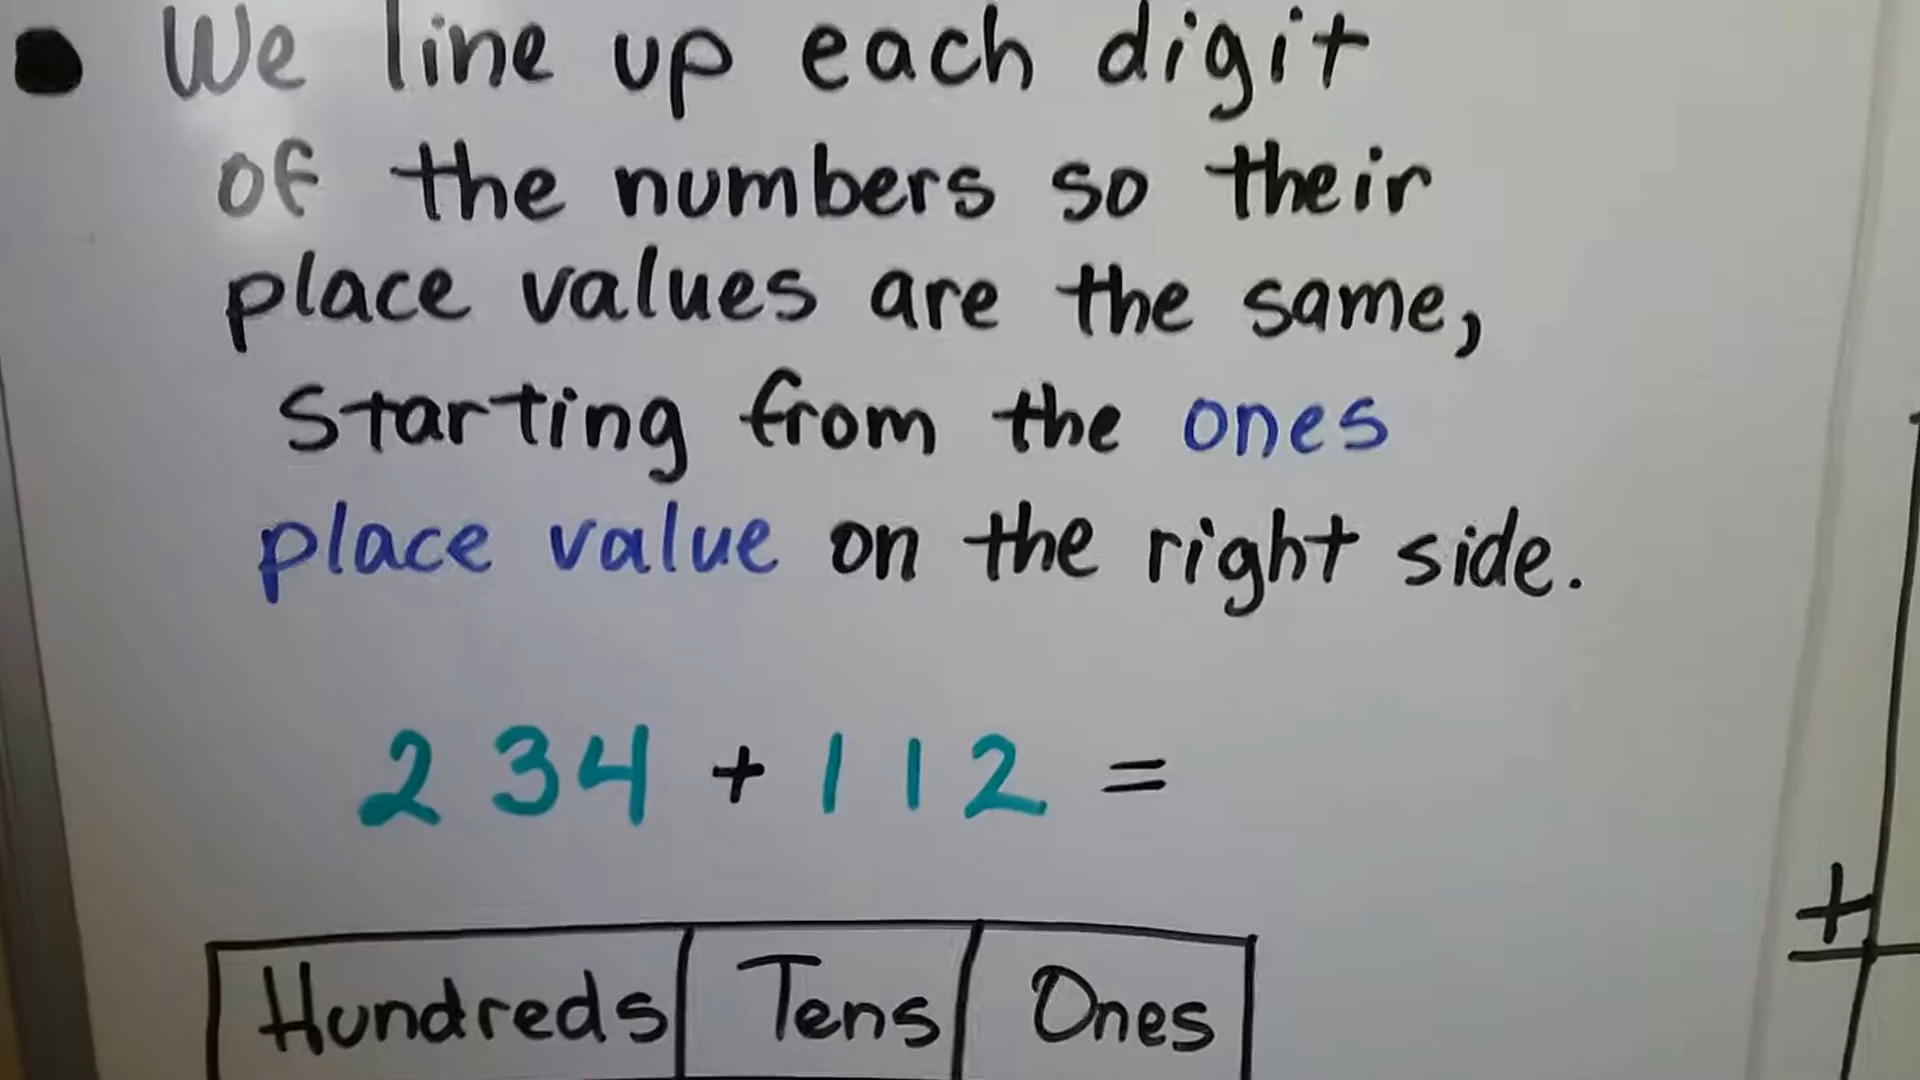 • We line up each digit
of the numbers so their
place values are the same,
starting from the ones
place value on the right side.
234 + 112 =
Hundreds Tens Ones
+